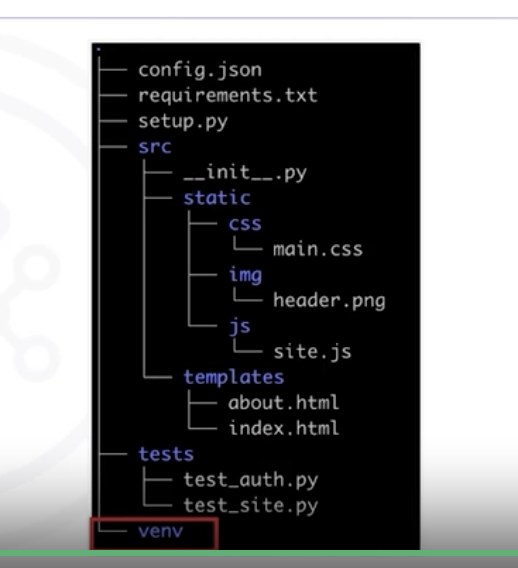 .
config.json
requirements.txt
setup.py
src
__init__.py
static
css
main.css
img
header.png
js
site.js
templates
about.html
index.html
tests
test_auth.py
test_site.py
venv